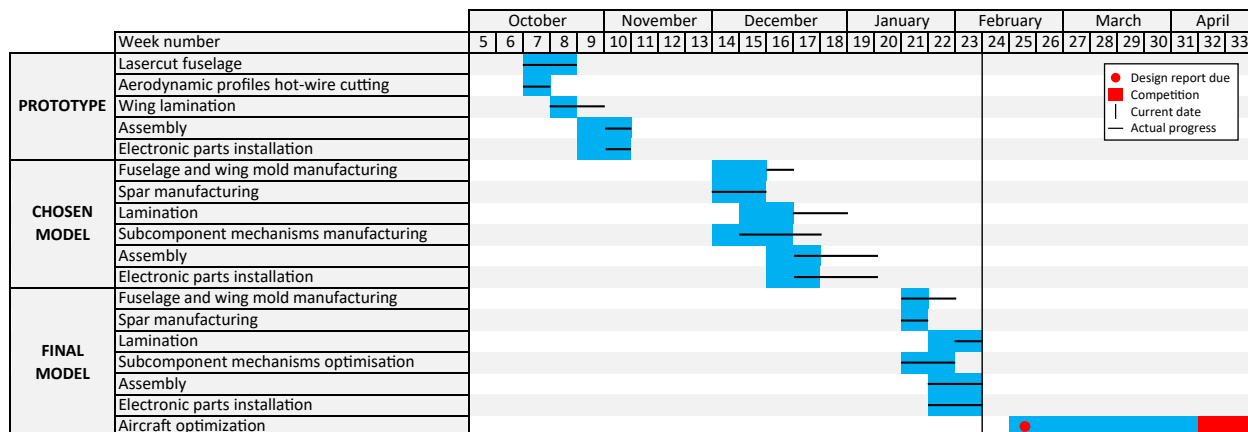 October November December January February March April
Week number 5 6 7 8 9 10 11 12 13 14 15 16 17 18 19 20 21 22 23 24 25 26 27 28 29 30 31 32 33
PROTOTYPE
Lasercut fuselage
Aerodynamic profiles hot-wire cutting
Wing lamination
Assembly
Electronic parts installation
CHOSEN
MODEL
Fuselage and wing mold manufacturing
Spar manufacturing
Lamination
Subcomponent mechanisms manufacturing
Assembly
Electronic parts installation
FINAL
MODEL
Fuselage and wing mold manufacturing
Spar manufacturing
Lamination
Subcomponent mechanisms optimisation
Assembly
Electronic parts installation
Aircraft optimization
Design report due
Competition
Current date
Actual progress